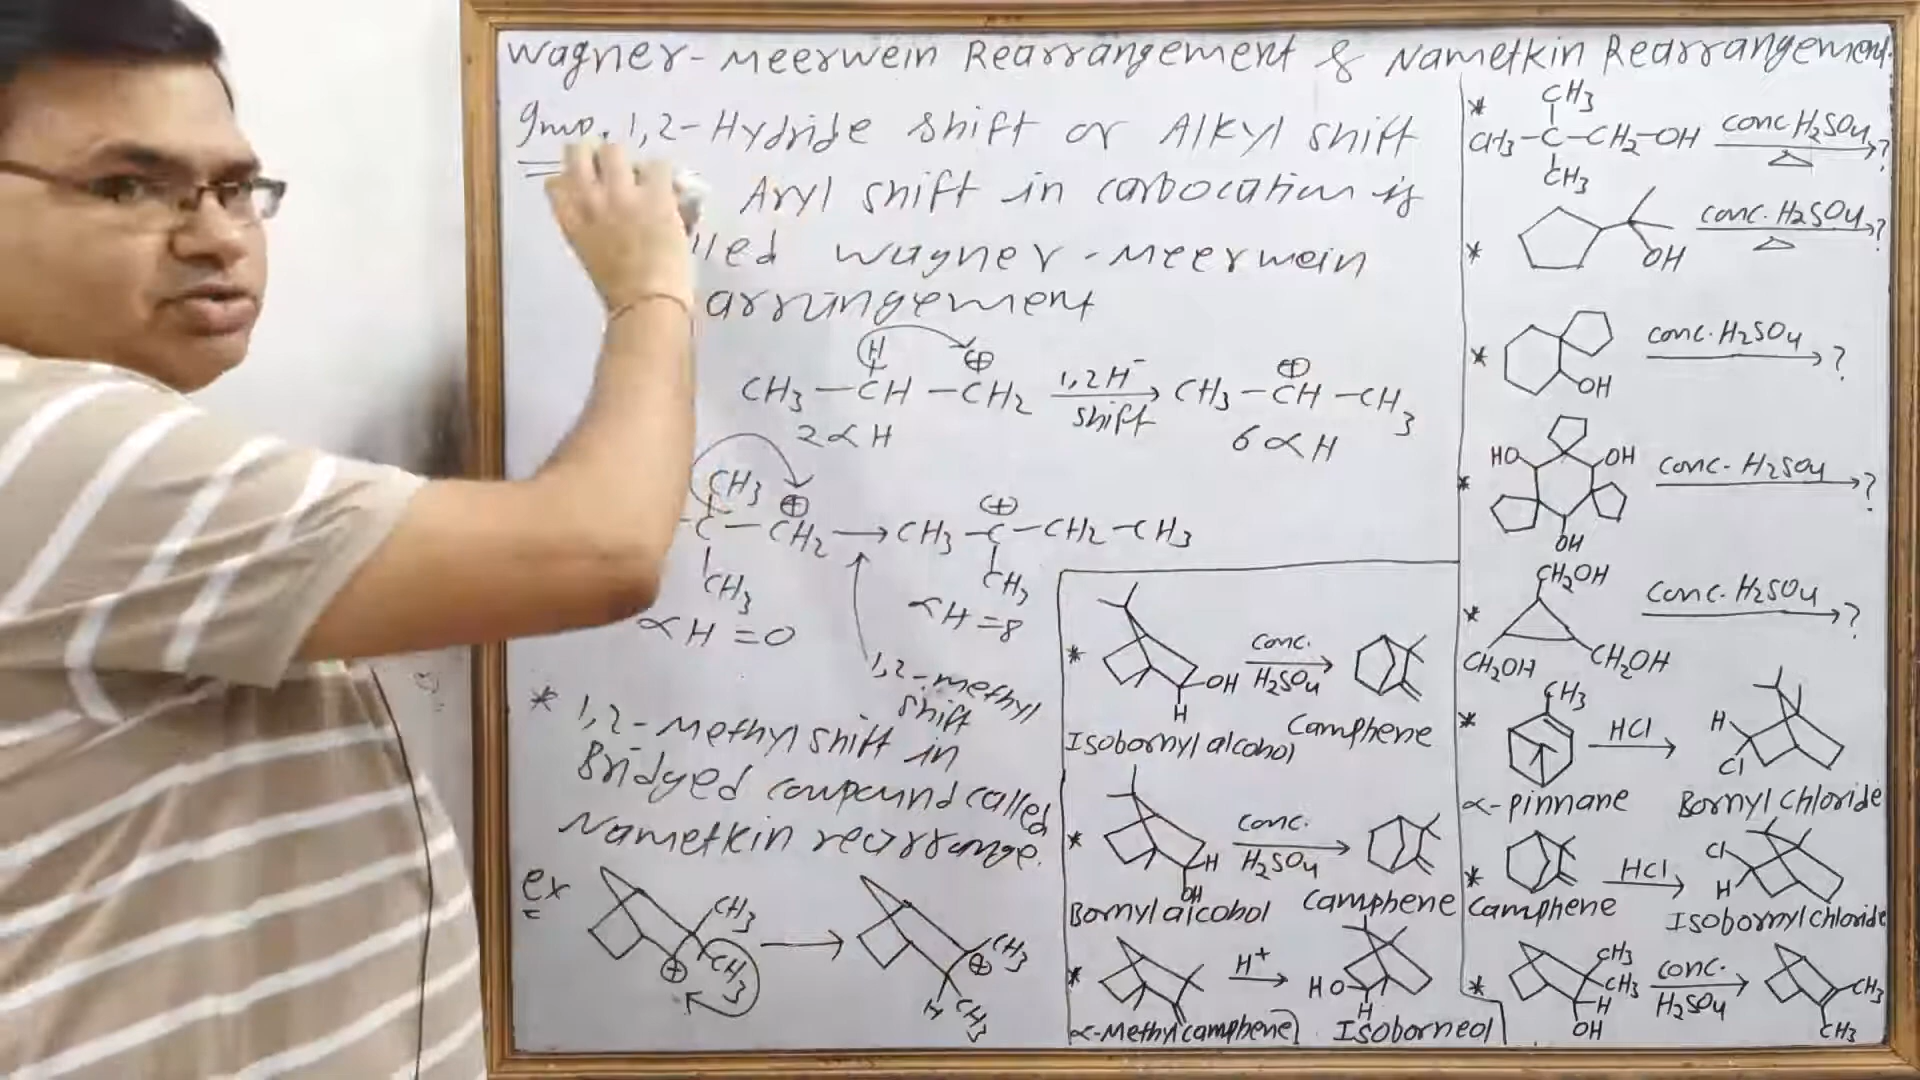 Wagner-Meerwein Rearrangement & Nametkin Rearrangement.
gmp. 1,2-Hydride shift or Alkyl shift
Aryl shift in carbocation is
lled Wagner-Meerwein
arrangement
H ⊕ ⊕
CH3—CH—CH2 1,2H⁻ shift → CH3—CH—CH3
2∝H 6∝H
CH3 ⊕ ⊕
C—CH2 → CH3—C—CH2—CH3
CH3 CH3
∝H=0 ∝H=8
1,2-methyl
shift
* 1,2-Methyl shift in
Bridged compound called
Nametkin rearrange.
ex CH3 CH3 ⊕ → CH3 ⊕ H CH3
* OH H conc. H2SO4 →
Isobornyl alcohol Camphene
* H OH conc. H2SO4 →
Bornyl alcohol Camphene
* H+ → HO H
∝-Methylcamphene Isoborneol
CH3
* CH3—C—CH2—OH conc H2SO4 △ → ?
CH3
* OH conc. H2SO4 △ → ?
* OH conc. H2SO4 → ?
* HO OH OH conc. H2SO4 → ?
* CH2OH CH2OH CH2OH conc. H2SO4 → ?
* CH3 HCl → H Cl
∝-pinnane Bornyl chloride
* HCl → Cl H
Camphene Isobornyl chloride
* CH3 CH3 H OH conc. H2SO4 → CH3 CH3